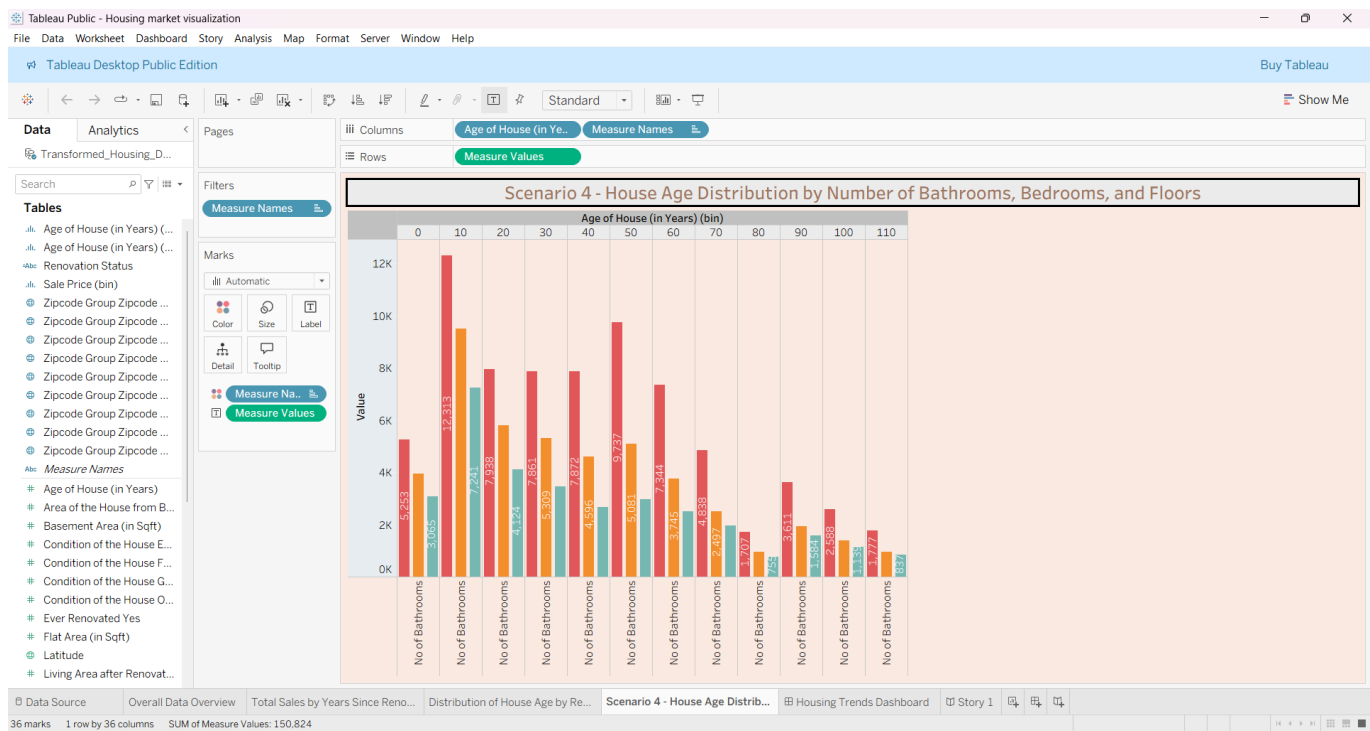 Tableau Public - Housing market visualization
File Data Worksheet Dashboard Story Analysis Map Format Server Window Help
Tableau Desktop Public Edition
Buy Tableau
Standard
Show Me
Data
Analytics
Pages
Columns
Age of House (in Ye..
Measure Names
Transformed_Housing_D...
Rows
Measure Values
Search
Filters
Measure Names
Tables
Age of House (in Years) (...
Age of House (in Years) (...
Renovation Status
Sale Price (bin)
Zipcode Group Zipcode ...
Zipcode Group Zipcode ...
Zipcode Group Zipcode ...
Zipcode Group Zipcode ...
Zipcode Group Zipcode ...
Zipcode Group Zipcode ...
Zipcode Group Zipcode ...
Zipcode Group Zipcode ...
Zipcode Group Zipcode ...
Abc
Abc
Measure Names
Age of House (in Years)
Area of the House from B...
Basement Area (in Sqft)
Condition of the House E...
Condition of the House F...
Condition of the House G...
Condition of the House O...
Ever Renovated Yes
Flat Area (in Sqft)
Latitude
Living Area after Renovat...
Marks
Automatic
Color
Size
Label
Detail
Tooltip
Measure Na..
Measure Values
Scenario 4 - House Age Distribution by Number of Bathrooms, Bedrooms, and Floors
Age of House (in Years) (bin)
0 10 20 30 40 50 60 70 80 90 100 110
Value
12K
10K
8K
6K
4K
2K
0K
5,253
3,065
12,313
7,241
7,938
4,124
7,861
5,309
7,872
4,596
9,737
5,081
7,344
3,745
4,838
2,497
1,707
759
3,611
1,584
2,588
1,139
1,777
837
No of Bathrooms
No of Bathrooms
No of Bathrooms
No of Bathrooms
No of Bathrooms
No of Bathrooms
No of Bathrooms
No of Bathrooms
No of Bathrooms
No of Bathrooms
No of Bathrooms
No of Bathrooms
Data Source
Overall Data Overview
Total Sales by Years Since Reno...
Distribution of House Age by Re...
Scenario 4 - House Age Distrib...
Housing Trends Dashboard
Story 1
36 marks 1 row by 36 columns SUM of Measure Values: 150,824